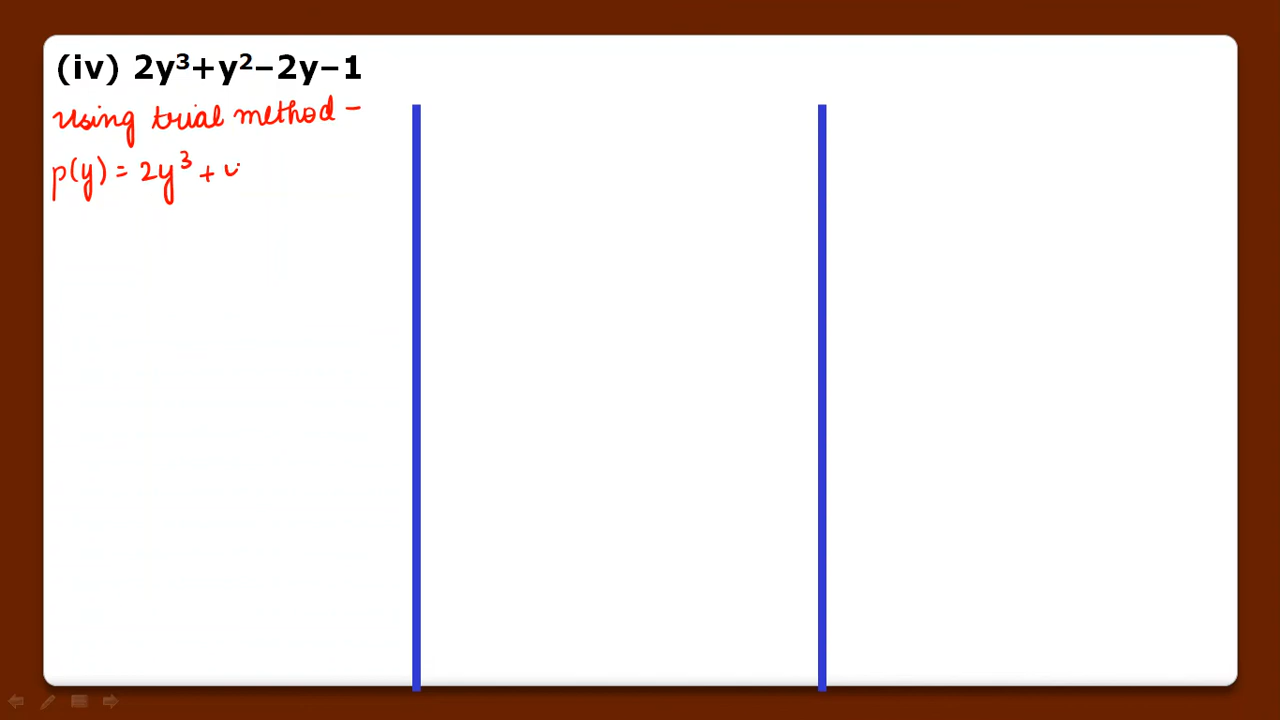 (iv) 2y³+y²–2y–1
Using trial method –
p(y) = 2y³ +